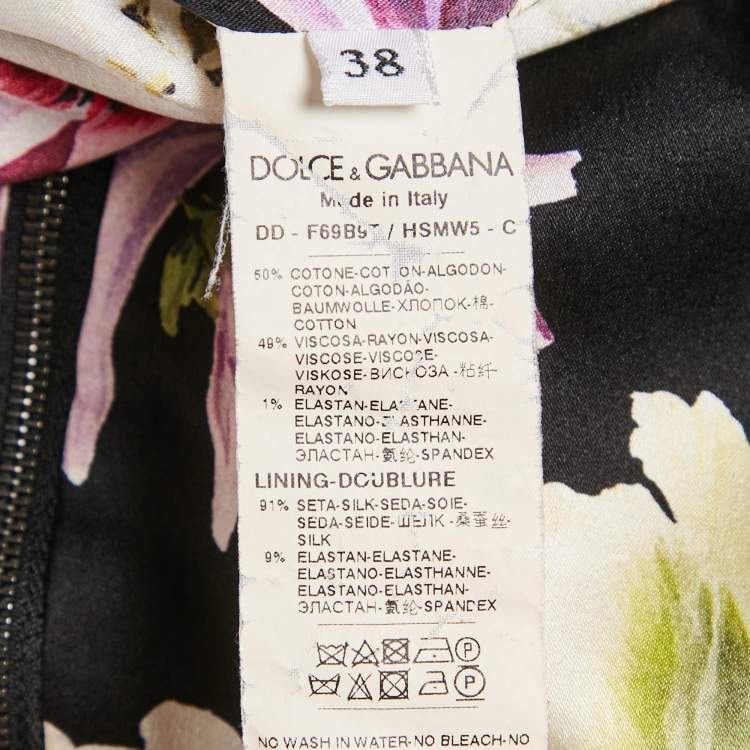 38
DOLCE & GABBANA
Made in Italy
DD - F69B9T / HSMW5 - C
50% COTONE-COTTON-ALGODON-
COTON-ALGODÃO-
BAUMWOLLE-ХЛОПОК-棉-
COTTON
49% VISCOSA-RAYON-VISCOSA-
VISCOSE-VISCOSE-
VISKOSE-ВИСКОЗА-粘纤-
RAYON
1% ELASTAN-ELASTANE-
ELASTANO-ELASTHANNE-
ELASTANO-ELASTHAN-
ЭЛАСТАН-氨纶-SPANDEX
LINING-DOUBLURE
91% SETA-SILK-SEDA-SOIE-
SEDA-SEIDE-ШЕЛК-桑蚕丝-
SILK
9% ELASTAN-ELASTANE-
ELASTANO-ELASTHANNE-
ELASTANO-ELASTHAN-
ЭЛАСТАН-氨纶-SPANDEX
P
P
NO WASH IN WATER-NO BLEACH-NO